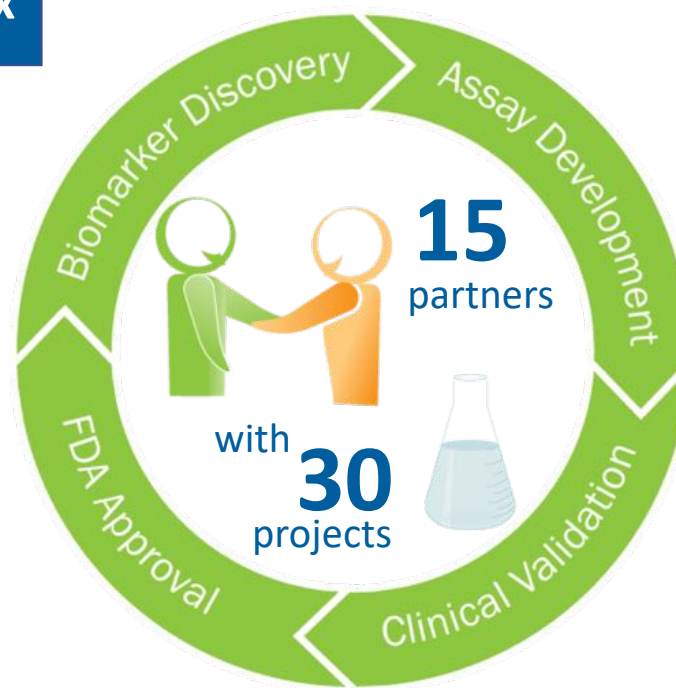 x
Biomarker Discovery
Assay Development
15
partners
with
30
projects
FDA Approval
Clinical Validation